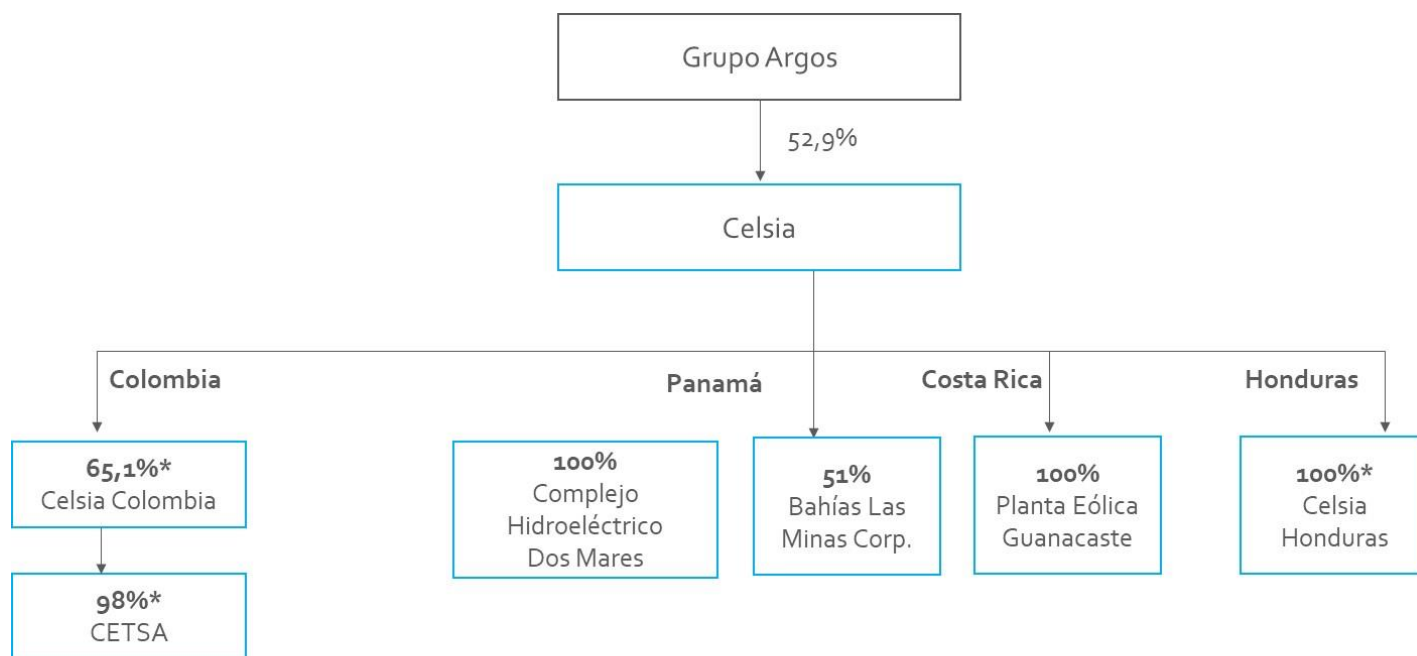 Grupo Argos
52,9%
Celsia
Colombia
Panamá
Costa Rica
Honduras
65,1%*
Celsia Colombia
98%*
CETSA
100%
Complejo
Hidroeléctrico
Dos Mares
51%
Bahías Las
Minas Corp.
100%
Planta Eólica
Guanacaste
100%*
Celsia
Honduras